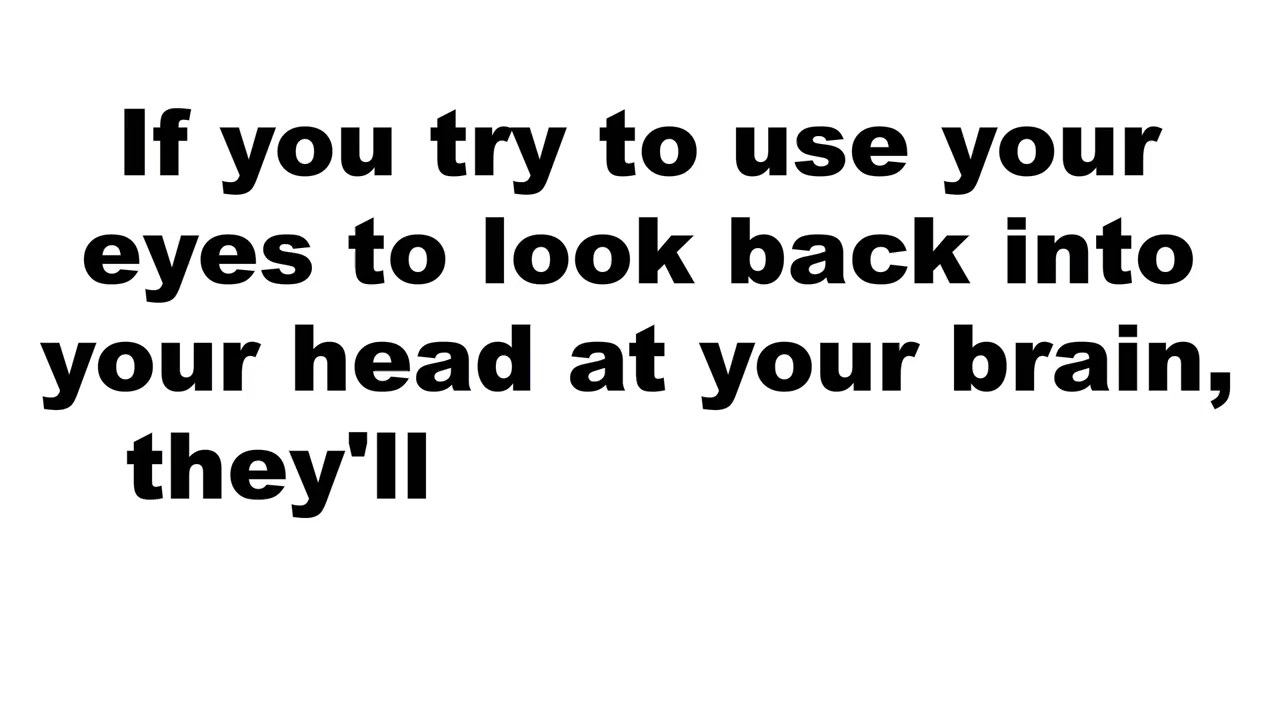 If you try to use your
eyes to look back into
your head at your brain,
they'll